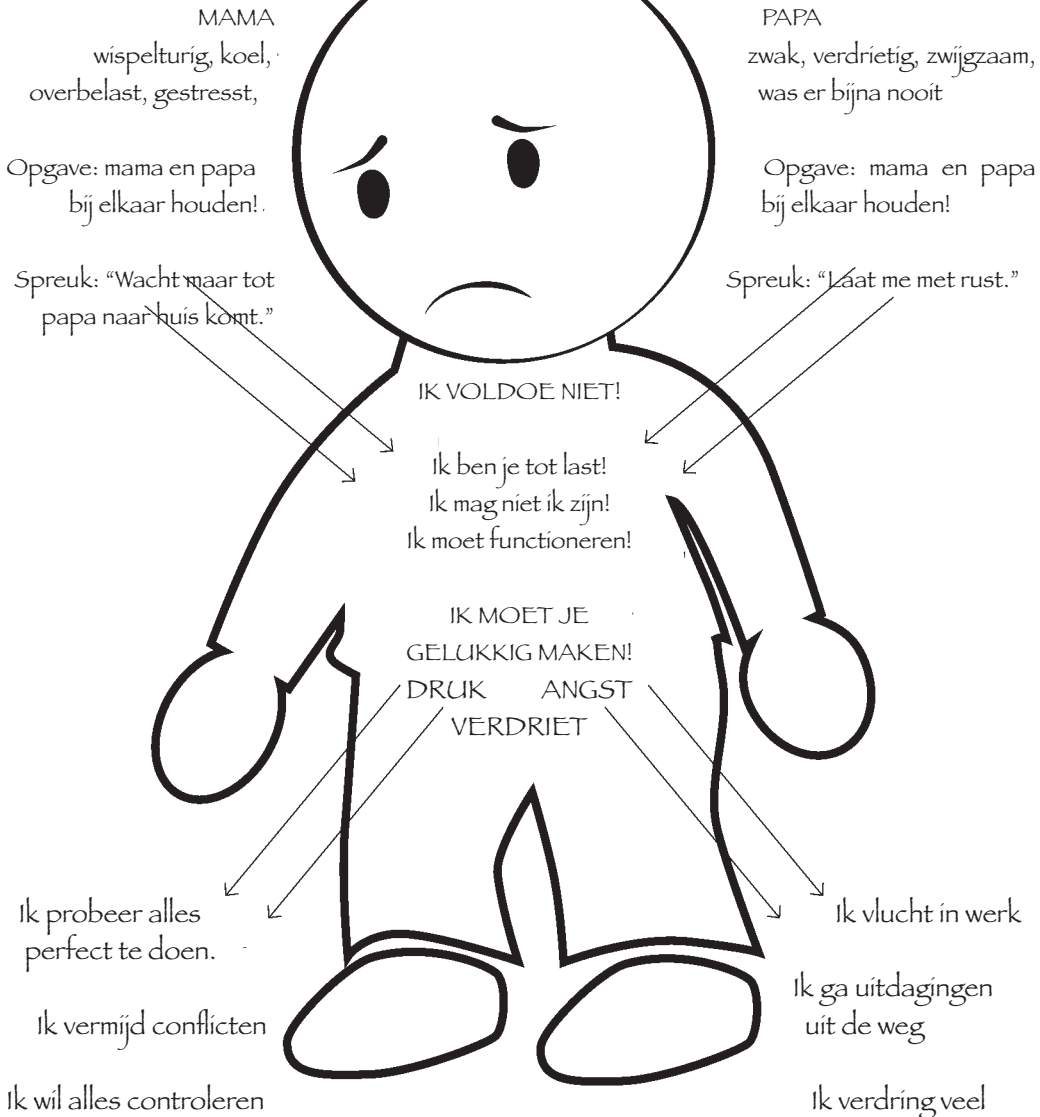 MAMA
wispelturig, koel,
overbelast, gestresst,
Opgave: mama en papa
bij elkaar houden!
Spreuk: “Wacht maar tot
papa naar huis komt.”
PAPA
zwak, verdrietig, zwijgzaam,
was er bijna nooit
Opgave: mama en papa
bij elkaar houden!
Spreuk: “Laat me met rust.”
IK VOLDOE NIET!
Ik ben je tot last!
Ik mag niet ik zijn!
Ik moet functioneren!
IK MOET JE
GELUKKIG MAKEN!
DRUK ANGST
VERDRIET
Ik probeer alles
perfect te doen.
Ik vermijd conflicten
Ik wil alles controleren
Ik vlucht in werk
Ik ga uitdagingen
uit de weg
Ik verdring veel